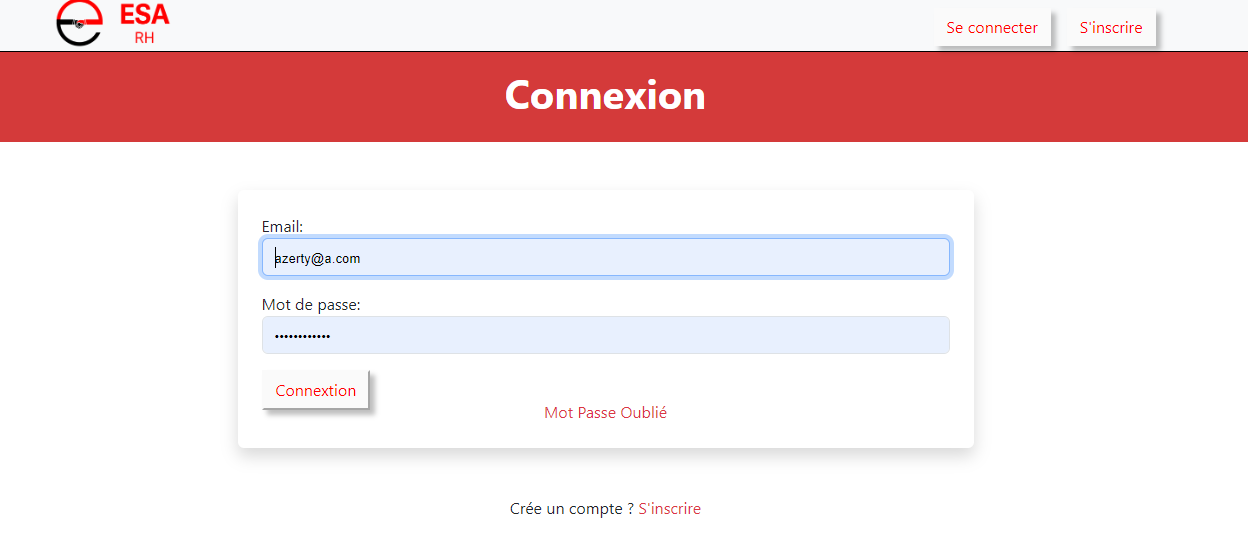 ESA
RH
Se connecter
S'inscrire
Connexion
Email:
azerty@a.com
Mot de passe:
••••••••••••
Connextion
Mot Passe Oublié
Crée un compte ? S'inscrire